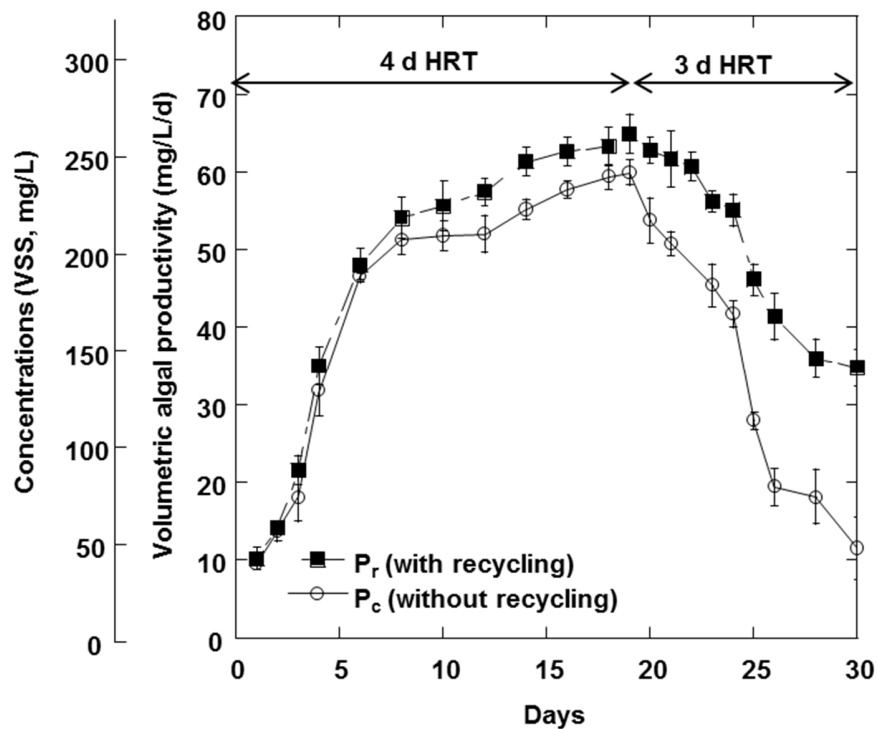 Concentrations (VSS, mg/L)
300
250
200
150
100
50
0
Volumetric algal productivity (mg/L/d)
80
70
60
50
40
30
20
10
0
4 d HRT
3 d HRT
P_r (with recycling)
P_c (without recycling)
0 5 10 15 20 25 30
Days